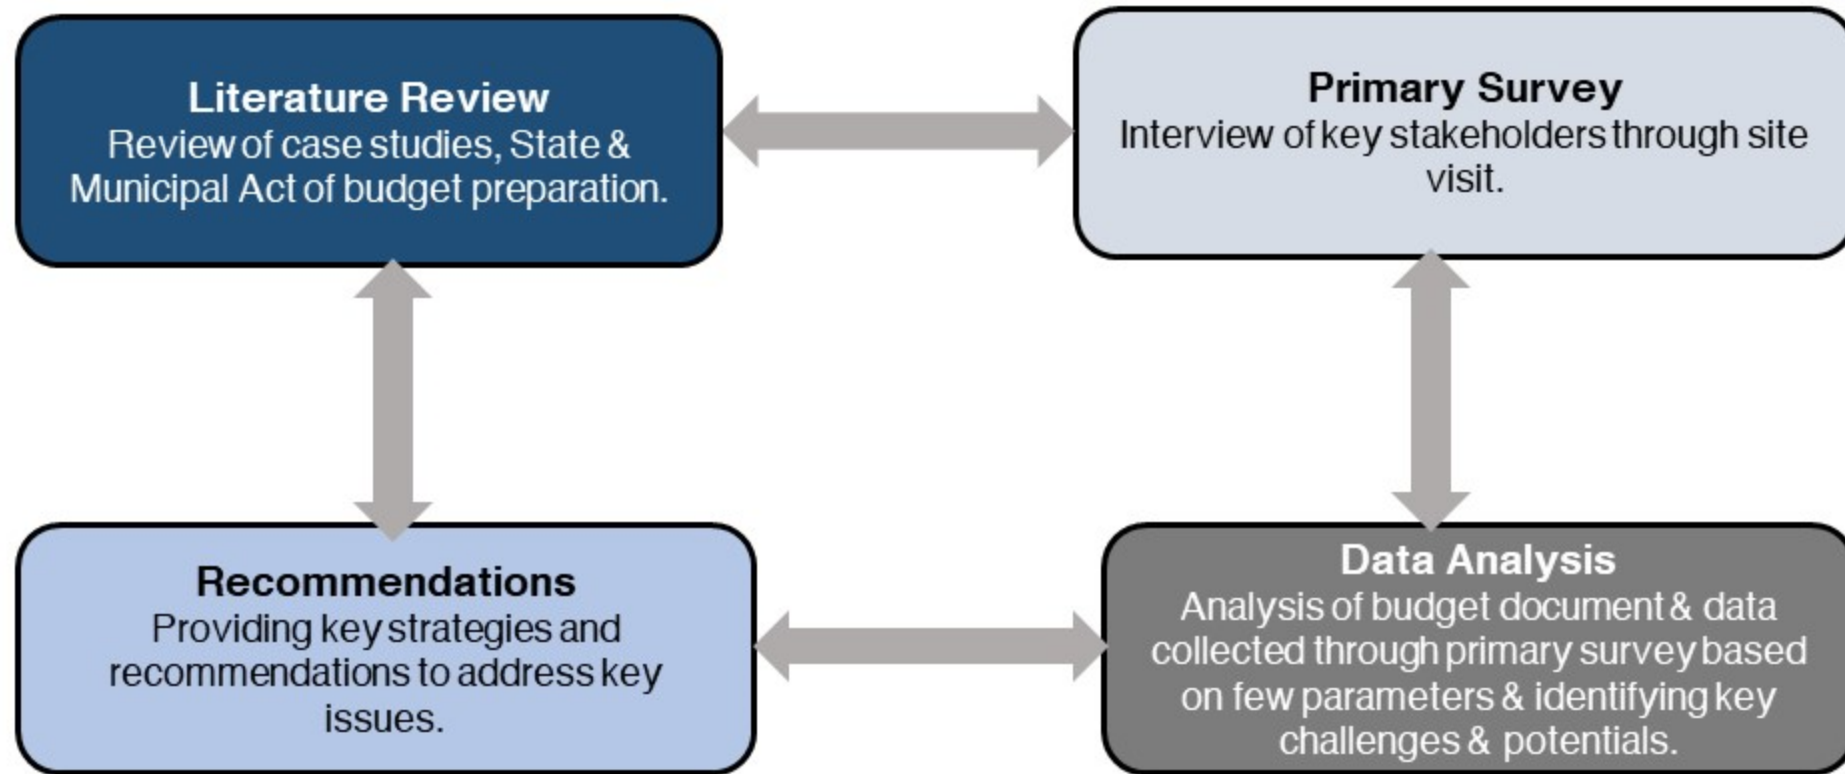 Literature Review
Review of case studies, State &
Municipal Act of budget preparation.
Primary Survey
Interview of key stakeholders through site
visit.
Recommendations
Providing key strategies and
recommendations to address key
issues.
Data Analysis
Analysis of budget document & data
collected through primary survey based
on few parameters & identifying key
challenges & potentials.